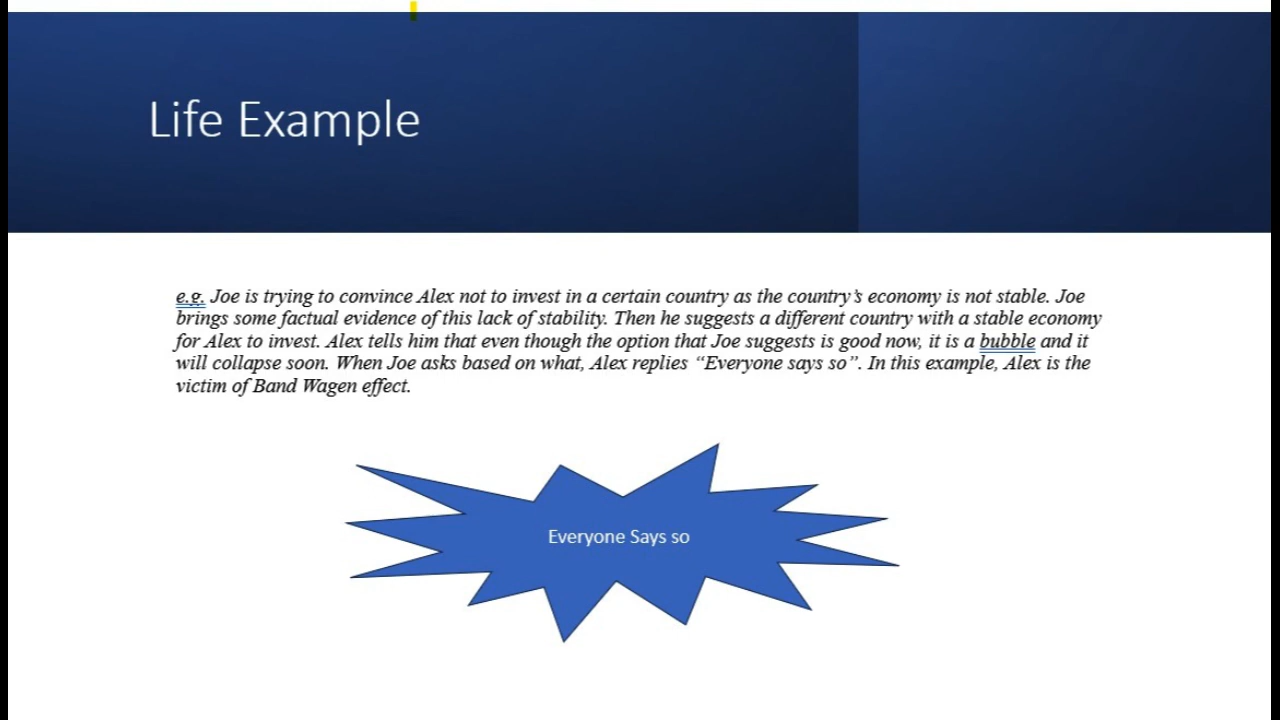 Life Example
e.g. Joe is trying to convince Alex not to invest in a certain country as the country's economy is not stable. Joe
brings some factual evidence of this lack of stability. Then he suggests a different country with a stable economy
for Alex to invest. Alex tells him that even though the option that Joe suggests is good now, it is a bubble and it
will collapse soon. When Joe asks based on what, Alex replies “Everyone says so”. In this example, Alex is the
victim of Band Wagen effect.
Everyone Says so